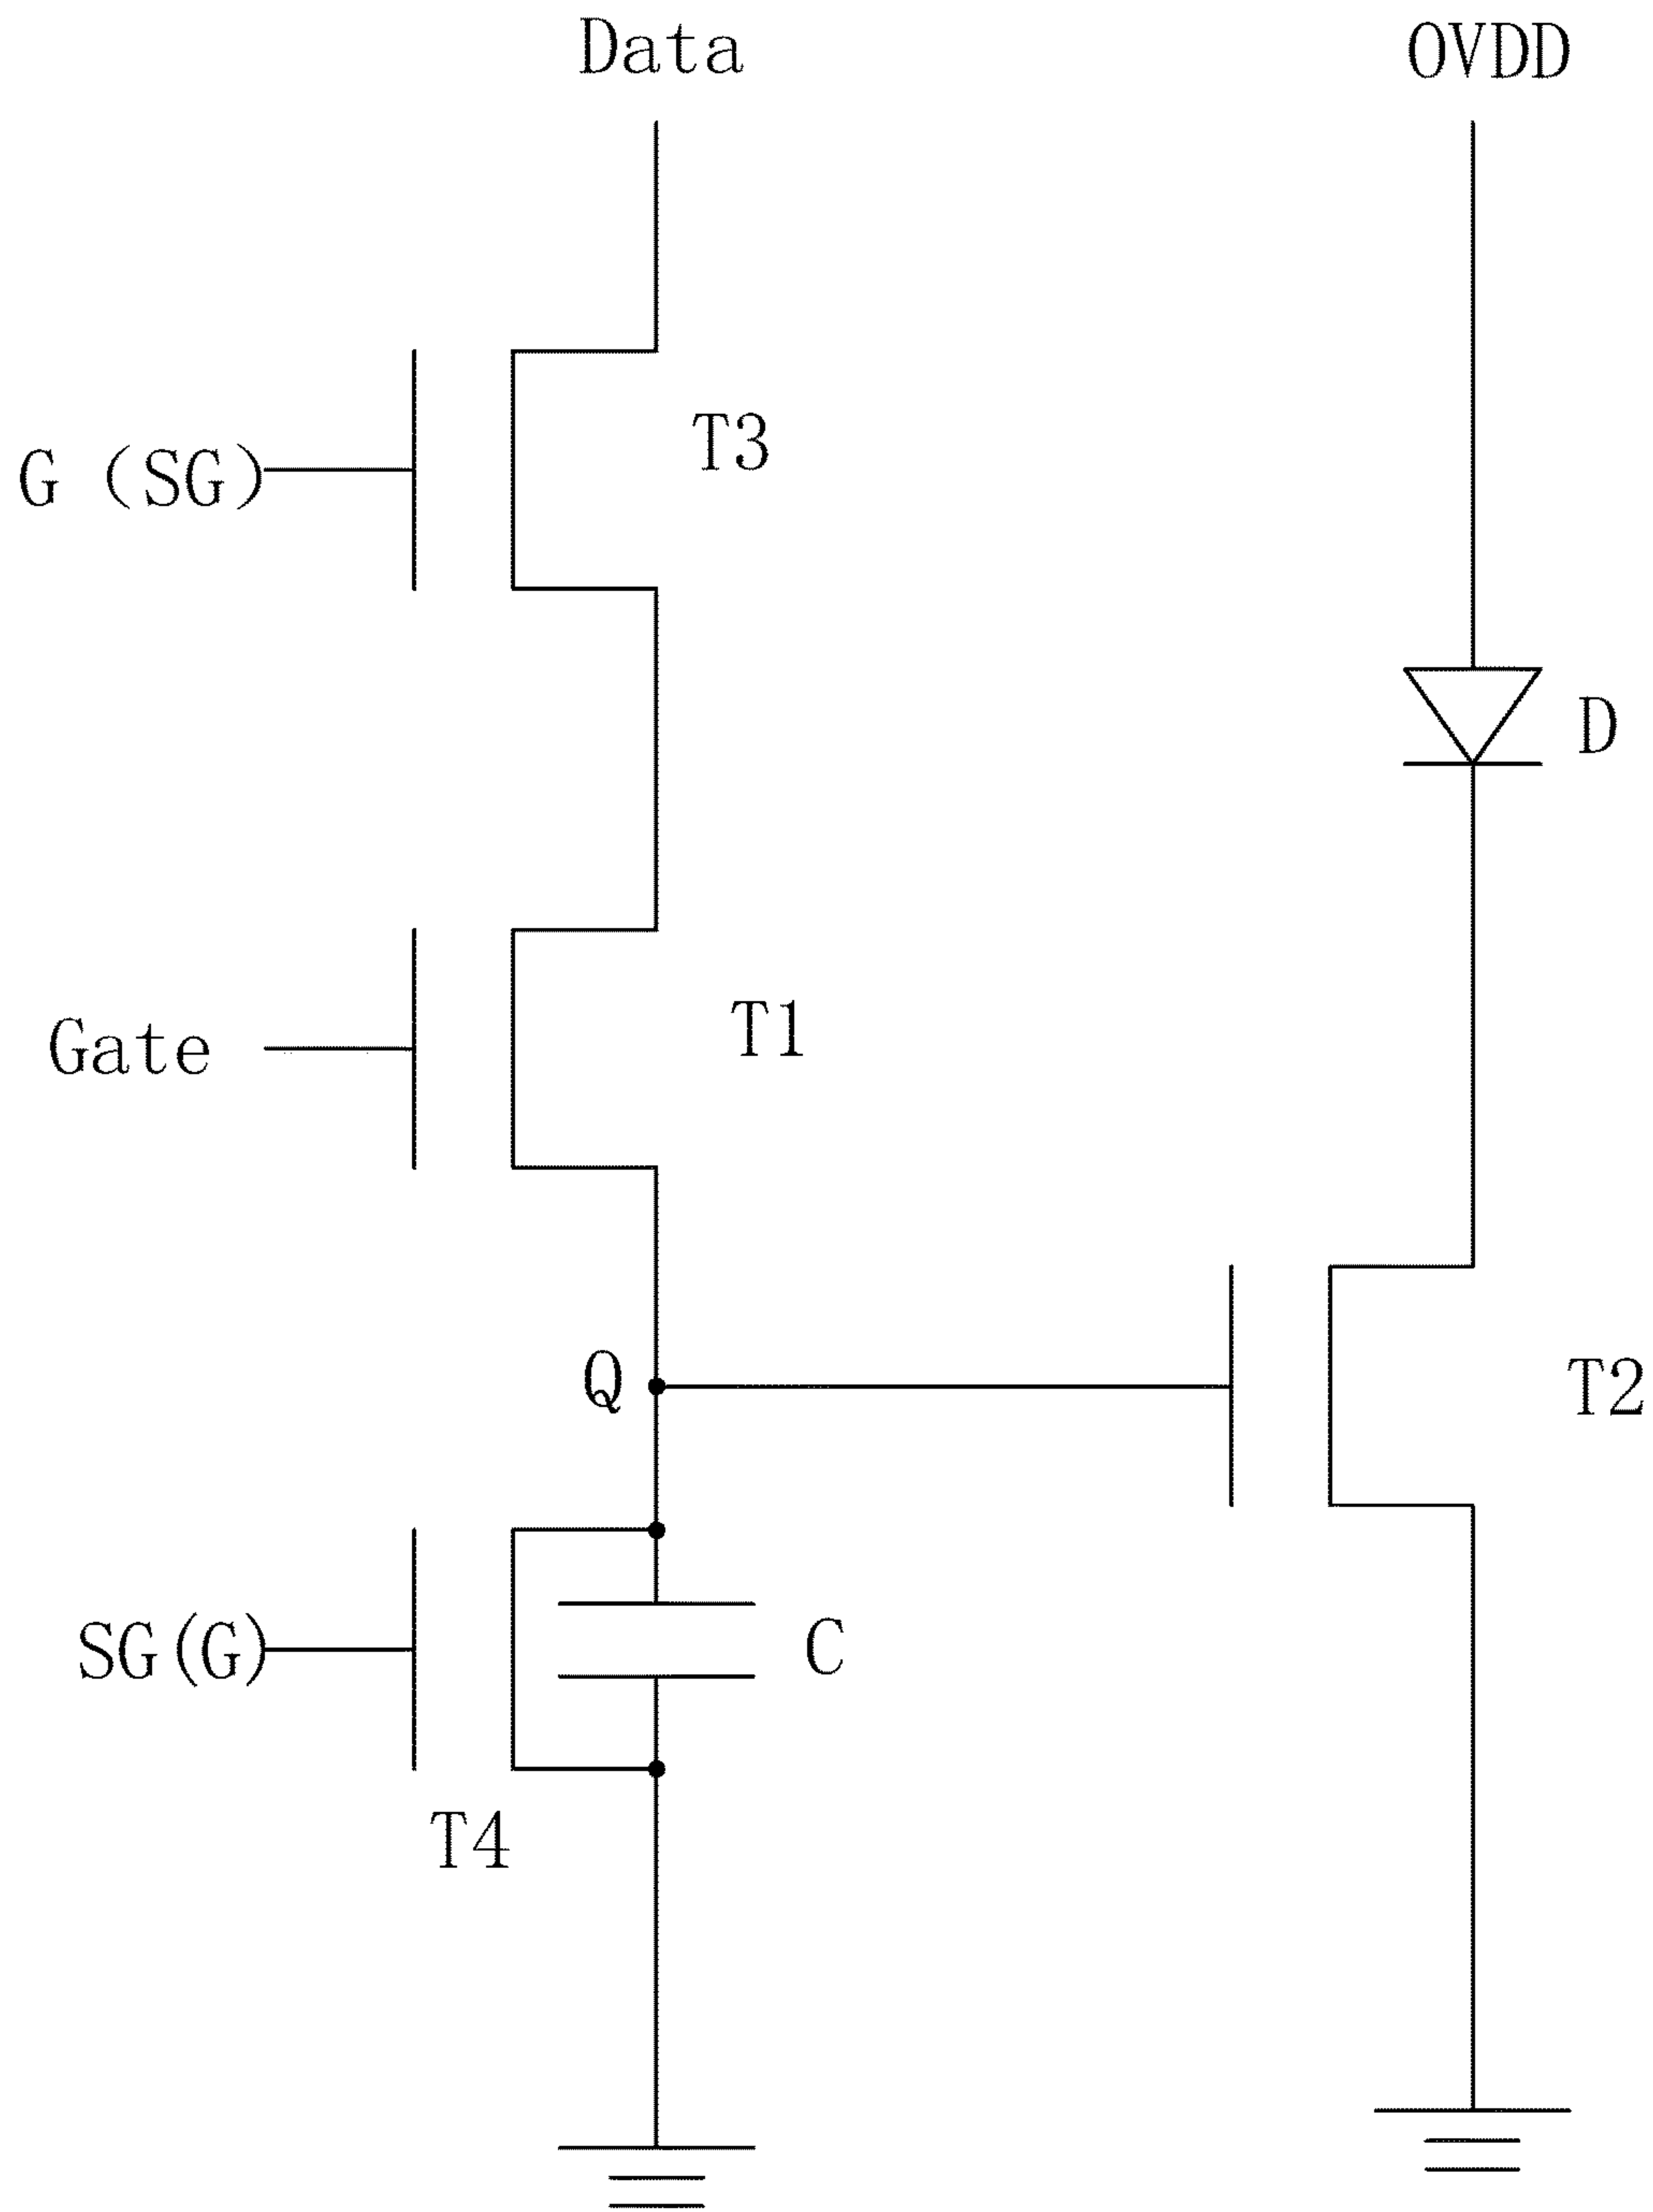 Data
OVDD
T3
G (SG)
D
T1
Gate
Q
T2
SG(G)
C
T4